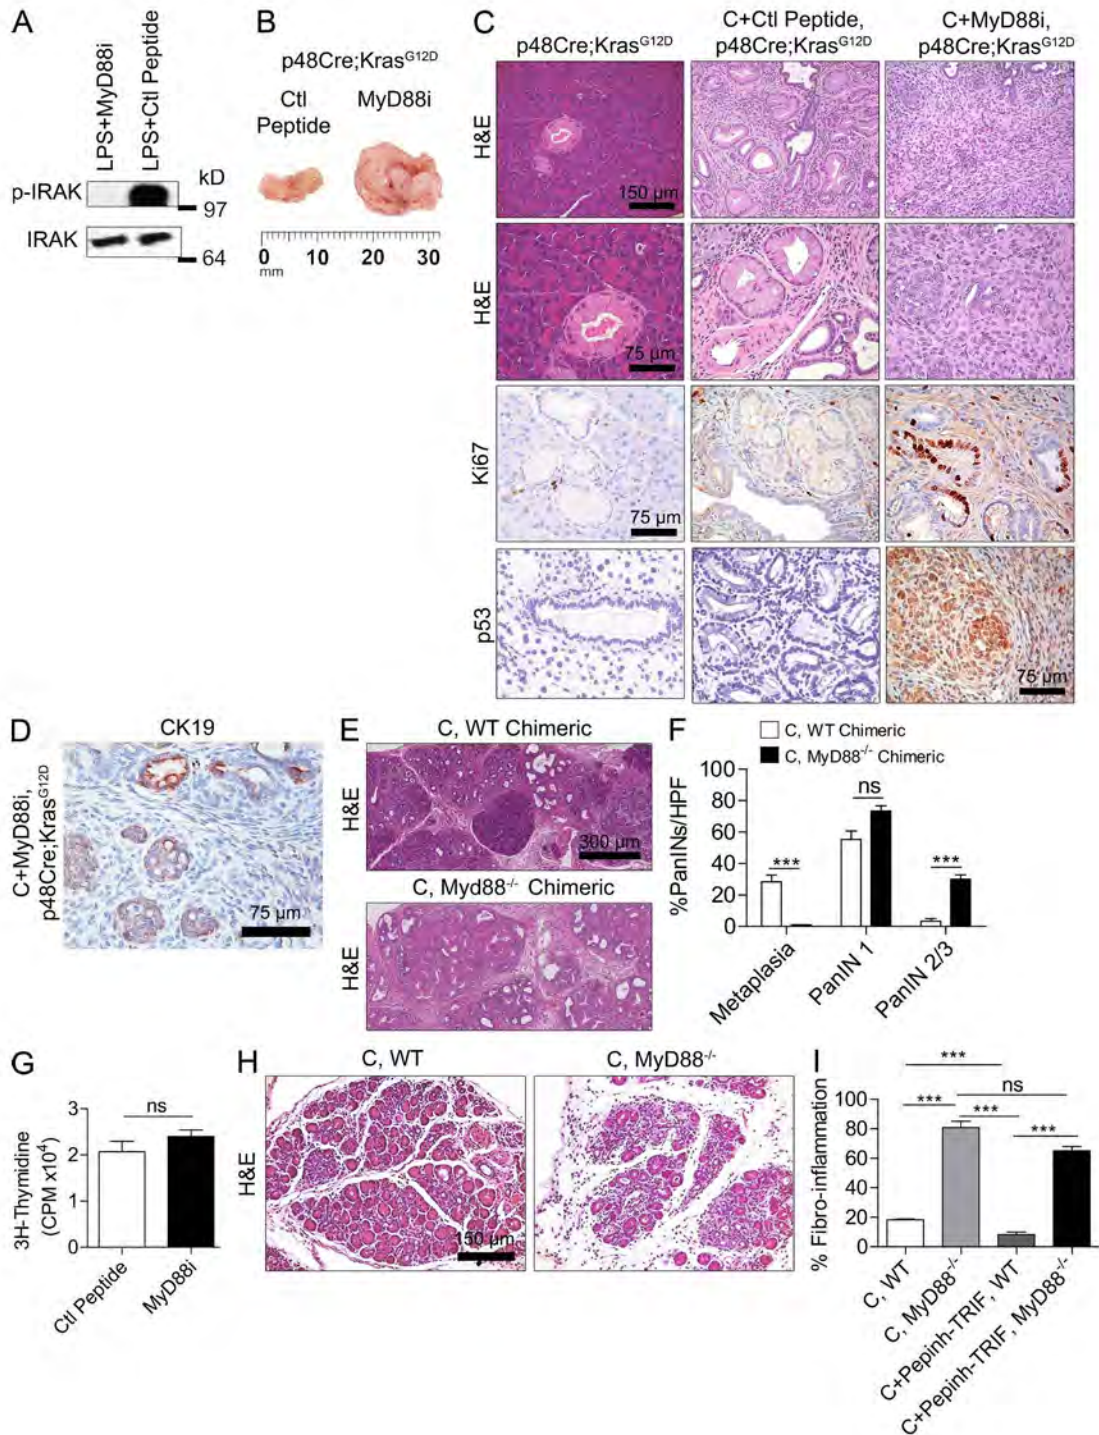 A
LPS+MyD88i
LPS+Ctl Peptide
p-IRAK
kD
97
IRAK
64
B
p48Cre;KrasG12D
Ctl
Peptide
MyD88i
0 10 20 30
mm
C
p48Cre;KrasG12D
C+Ctl Peptide,
p48Cre;KrasG12D
C+MyD88i,
p48Cre;KrasG12D
H&E
150 µm
H&E
75 µm
Ki67
75 µm
p53
75 µm
D
CK19
C+MyD88i,
p48Cre;KrasG12D
75 µm
E
C, WT Chimeric
H&E
300 µm
C, Myd88-/- Chimeric
H&E
F
C, WT Chimeric
C, MyD88-/- Chimeric
%PanINs/HPF
100
80
60
40
20
0
***
ns
***
Metaplasia
PanIN 1
PanIN 2/3
G
3H-Thymidine
(CPM x10⁴)
3
2
1
0
ns
Ctl Peptide
MyD88i
H
C, WT
C, MyD88-/-
H&E
150 µm
I
% Fibro-inflammation
100
80
60
40
20
0
***
ns
***
***
***
C, WT
C, MyD88-/-
C+Pepinh-TRIF, WT
C+Pepinh-TRIF, MyD88-/-